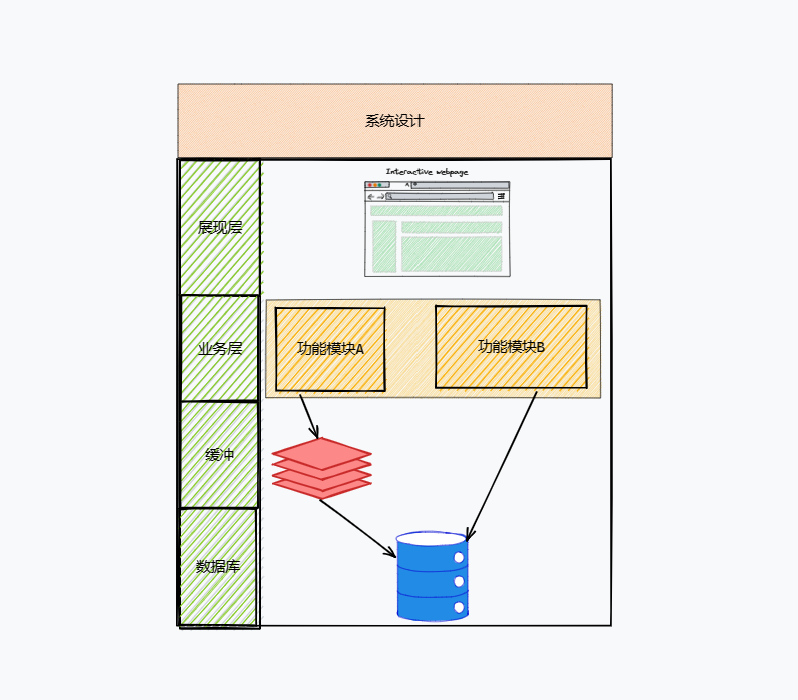 系统设计
Interactive webpage
展现层
业务层
功能模块A
功能模块B
缓冲
数据库